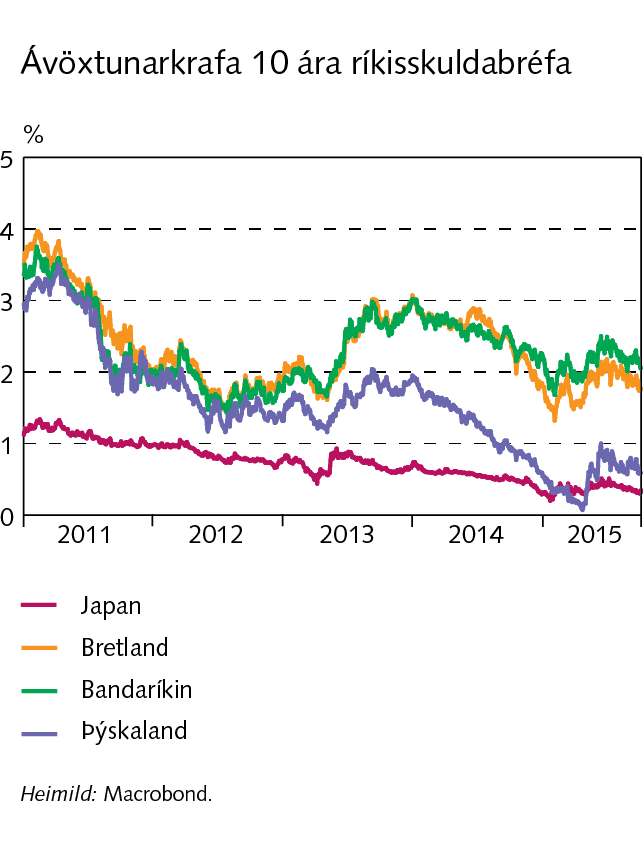 Ávöxtunarkrafa 10 ára ríkisskuldabréfa
%
5
4
3
2
1
0
2011 2012 2013 2014 2015
Japan
Bretland
Bandaríkin
Þýskaland
Heimild: Macrobond.